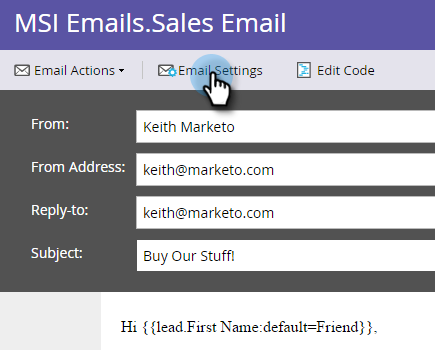 MSI Emails.Sales Email
Email Actions Email Settings Edit Code
From: Keith Marketo
From Address: keith@marketo.com
Reply-to: keith@marketo.com
Subject: Buy Our Stuff!
Hi {{lead.First Name:default=Friend}},